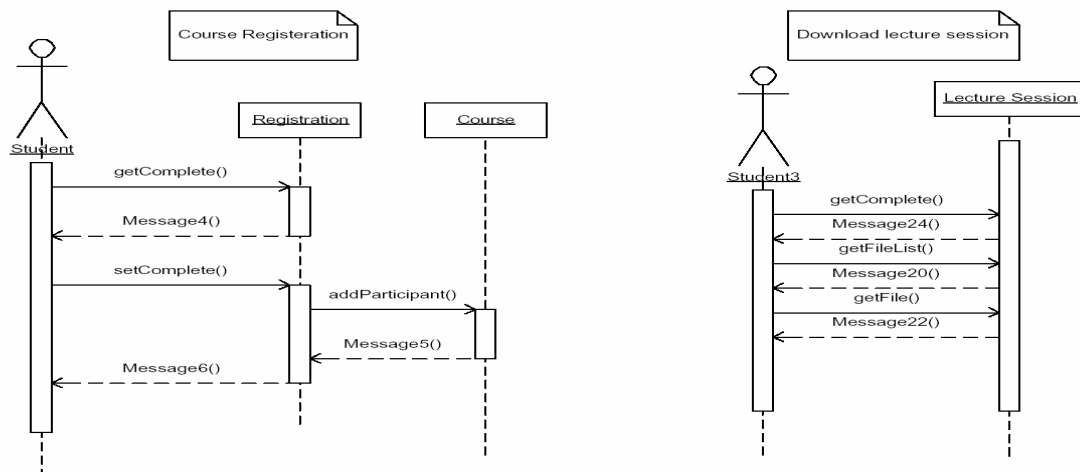 Course Registeration
Student
Registration
Course
getComplete()
Message4()
setComplete()
addParticipant()
Message5()
Message6()
Download lecture session
Student3
Lecture Session
getComplete()
Message24()
getFileList()
Message20()
getFile()
Message22()